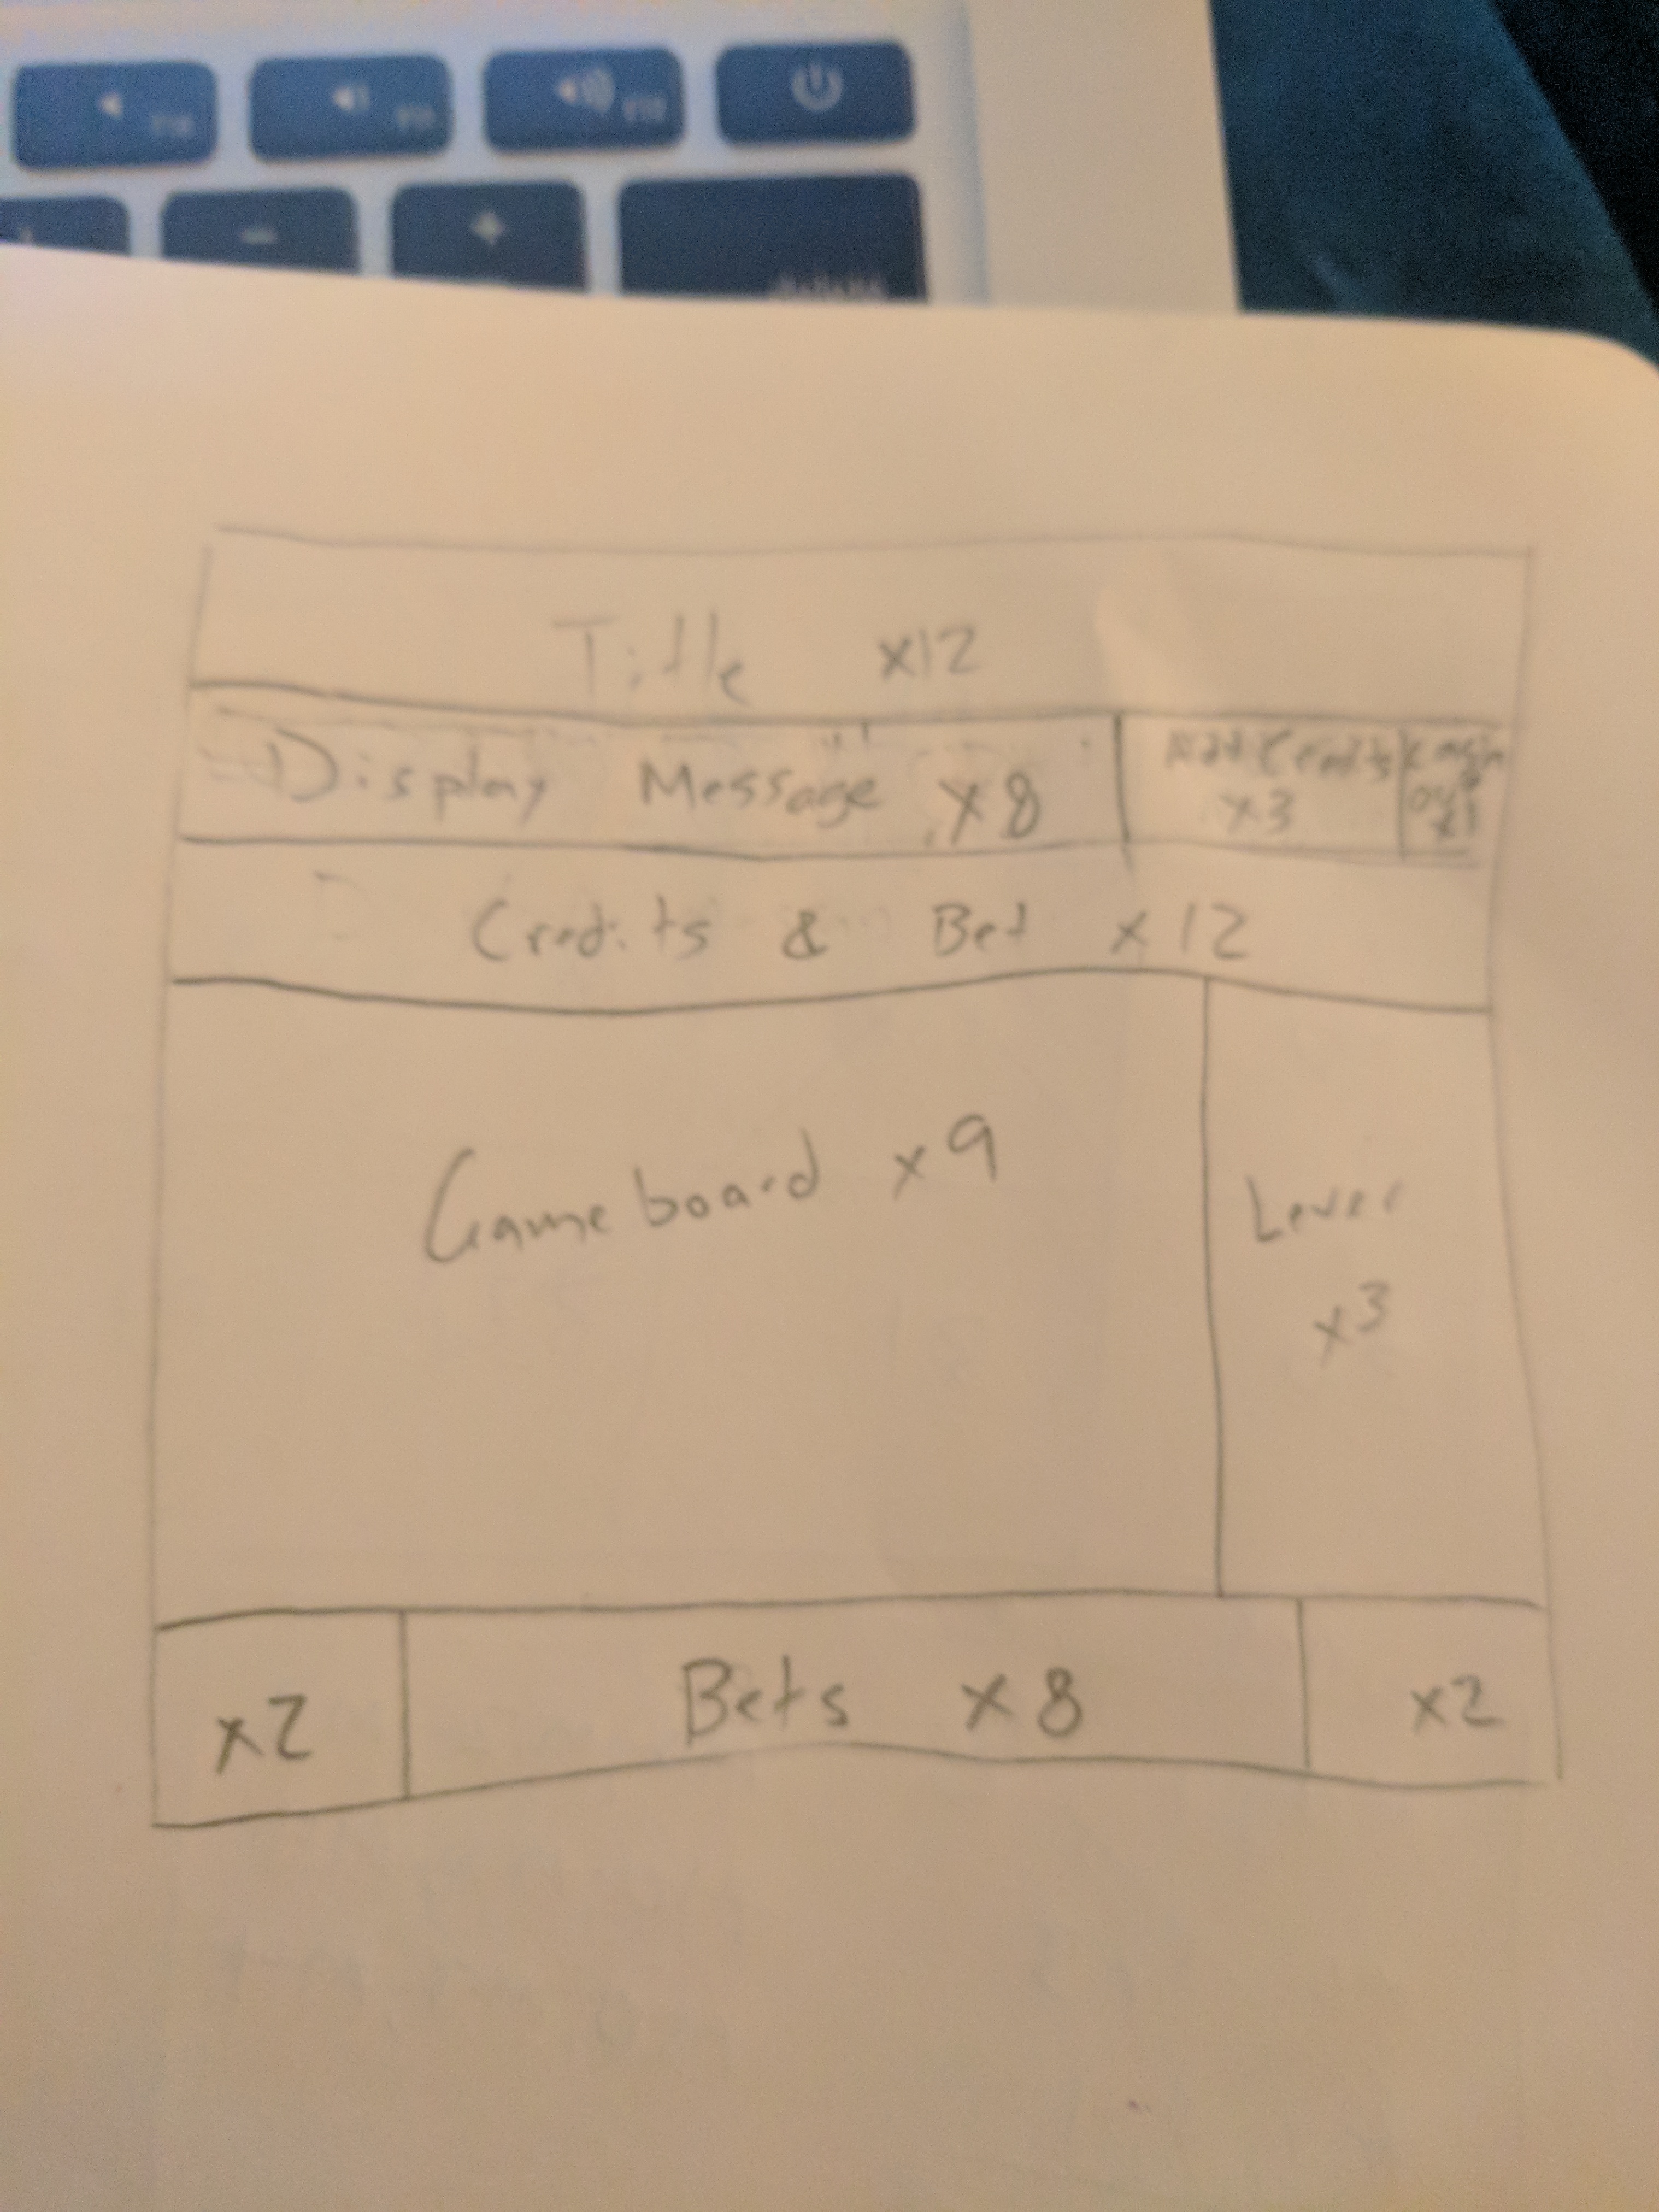 delete
Title x12
Display Message x8
Add Credits
x3
Cash
Out
x1
Credits & Bet x12
Gameboard x9
Lever
x3
x2
Bets x8
x2